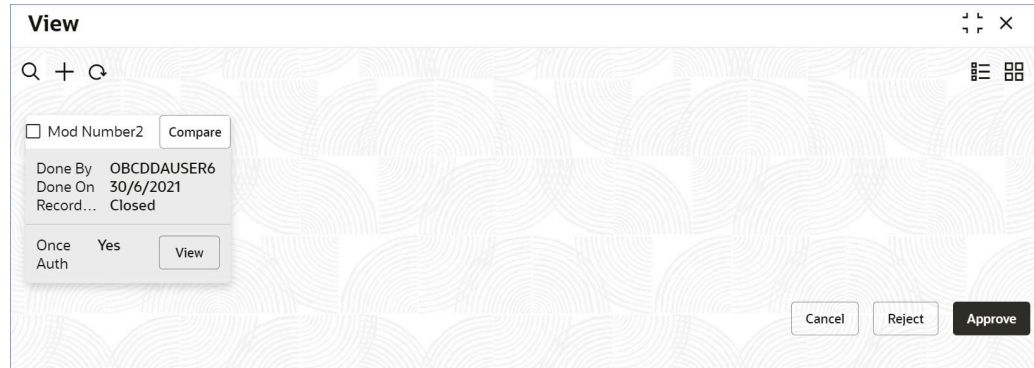 View
Mod Number2 Compare
Done By OBCDDAUSER6
Done On 30/6/2021
Record... Closed
Once Auth Yes View
Cancel Reject Approve